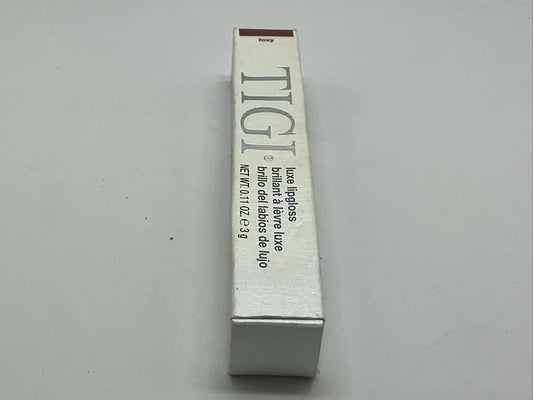 foxy
TIGI®
luxe lipgloss
brillant à lèvre luxe
brillo del labios de lujo
NET WT. 0.11 OZ. ℮ 3 g